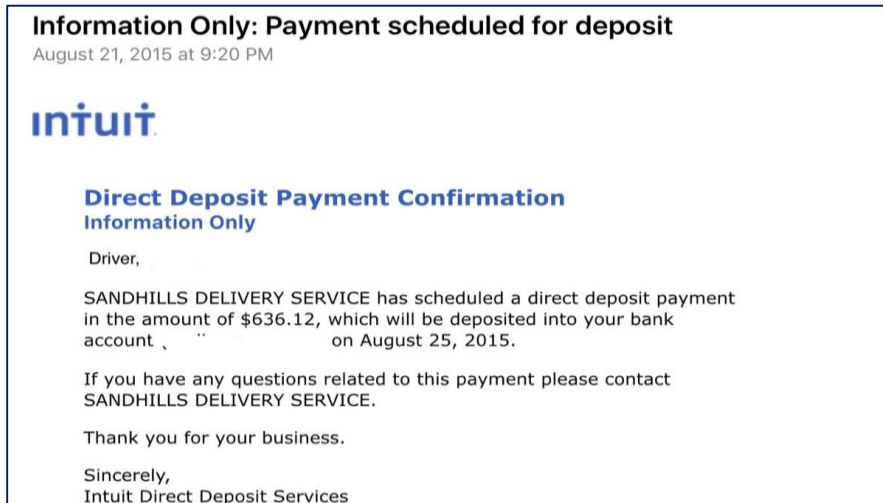 Information Only: Payment scheduled for deposit
August 21, 2015 at 9:20 PM
intuit.
Direct Deposit Payment Confirmation
Information Only
Driver,
SANDHILLS DELIVERY SERVICE has scheduled a direct deposit payment
in the amount of $636.12, which will be deposited into your bank
account on August 25, 2015.
If you have any questions related to this payment please contact
SANDHILLS DELIVERY SERVICE.
Thank you for your business.
Sincerely,
Intuit Direct Deposit Services